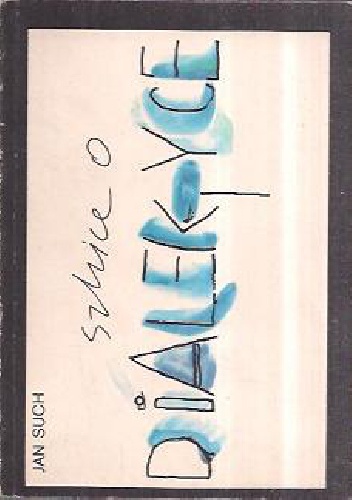 JAN SUCH
Szkice o
DIALEKTYCE